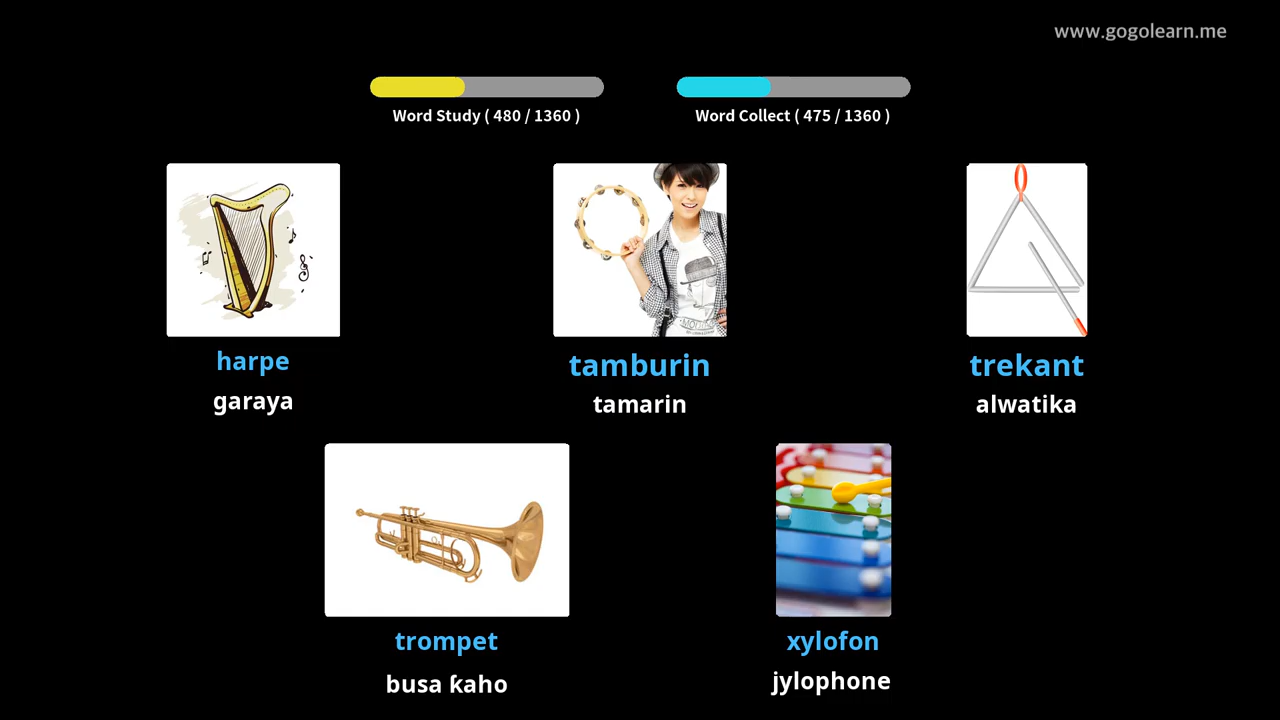 www.gogolearn.me
Word Study ( 480 / 1360 )
Word Collect ( 475 / 1360 )
harpe
garaya
tamburin
tamarin
trekant
alwatika
trompet
busa ƙaho
xylofon
jylophone